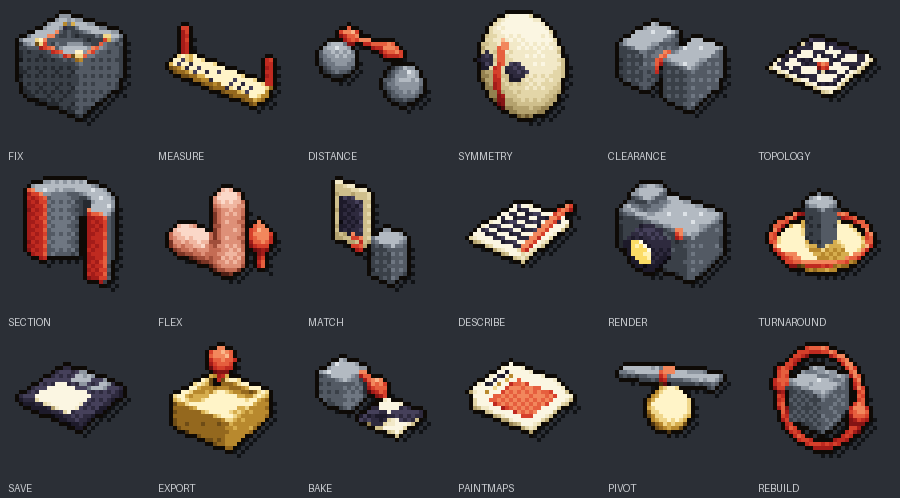 FIX
MEASURE
DISTANCE
SYMMETRY
CLEARANCE
TOPOLOGY
SECTION
FLEX
MATCH
DESCRIBE
RENDER
TURNAROUND
SAVE
EXPORT
BAKE
PAINTMAPS
PIVOT
REBUILD